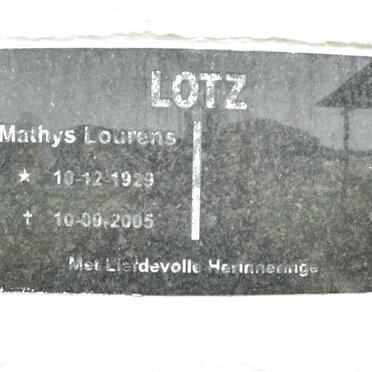 LOTZ
Mathys Lourens
★ 10-12-1929
† 10-09-2005
Met Liefdevolle Herinneringe